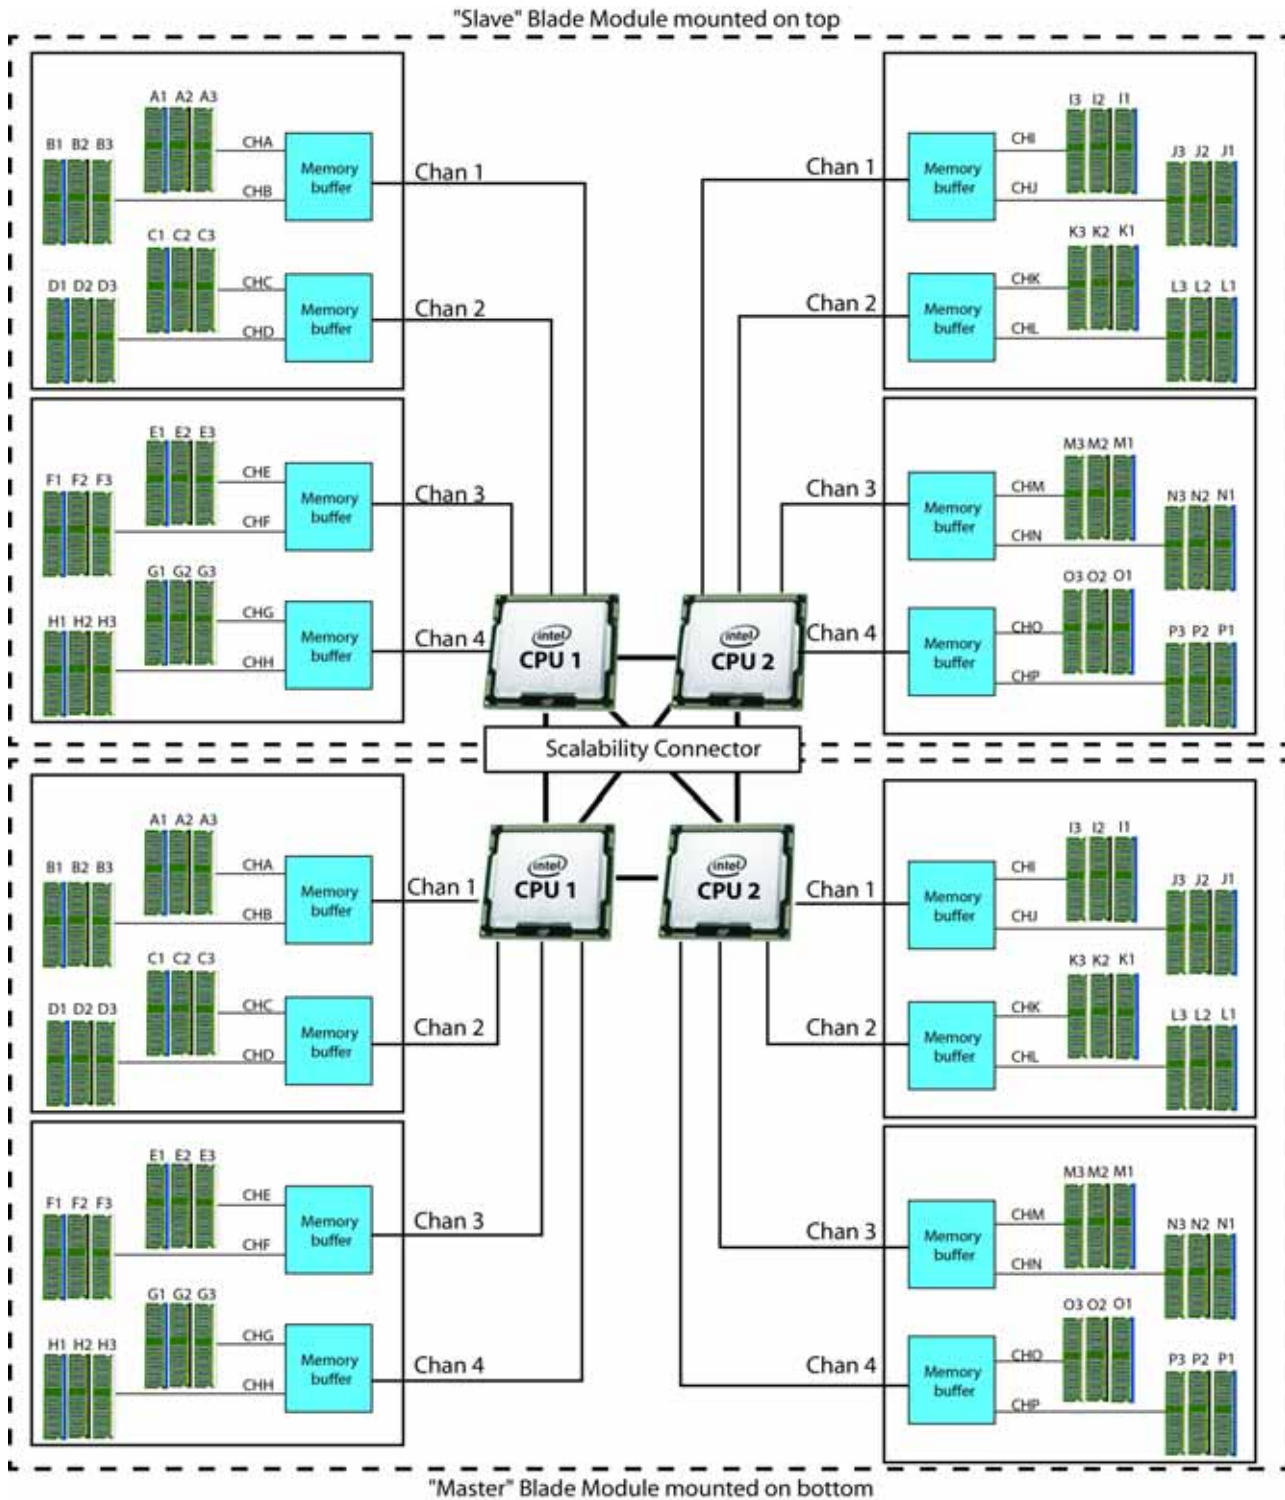 "Slave" Blade Module mounted on top
A1 A2 A3
B1 B2 B3
CHA
CHB
Memory
buffer
Chan 1
C1 C2 C3
D1 D2 D3
CHC
CHD
Memory
buffer
Chan 2
E1 E2 E3
F1 F2 F3
CHE
CHF
Memory
buffer
Chan 3
G1 G2 G3
H1 H2 H3
CHG
CHH
Memory
buffer
Chan 4
intel
CPU 1
Chan 1
Memory
buffer
CHI
CHJ
I3 I2 I1
J3 J2 J1
Chan 2
Memory
buffer
CHK
CHL
K3 K2 K1
L3 L2 L1
Chan 3
Memory
buffer
CHM
CHN
M3 M2 M1
N3 N2 N1
Chan 4
Memory
buffer
CHO
CHP
O3 O2 O1
P3 P2 P1
intel
CPU 2
Scalability Connector
A1 A2 A3
B1 B2 B3
CHA
CHB
Memory
buffer
Chan 1
C1 C2 C3
D1 D2 D3
CHC
CHD
Memory
buffer
Chan 2
E1 E2 E3
F1 F2 F3
CHE
CHF
Memory
buffer
Chan 3
G1 G2 G3
H1 H2 H3
CHG
CHH
Memory
buffer
Chan 4
intel
CPU 1
intel
CPU 2
Chan 1
Memory
buffer
CHI
CHJ
I3 I2 I1
J3 J2 J1
Chan 2
Memory
buffer
CHK
CHL
K3 K2 K1
L3 L2 L1
Chan 3
Memory
buffer
CHM
CHN
M3 M2 M1
N3 N2 N1
Chan 4
Memory
buffer
CHO
CHP
O3 O2 O1
P3 P2 P1
"Master" Blade Module mounted on bottom